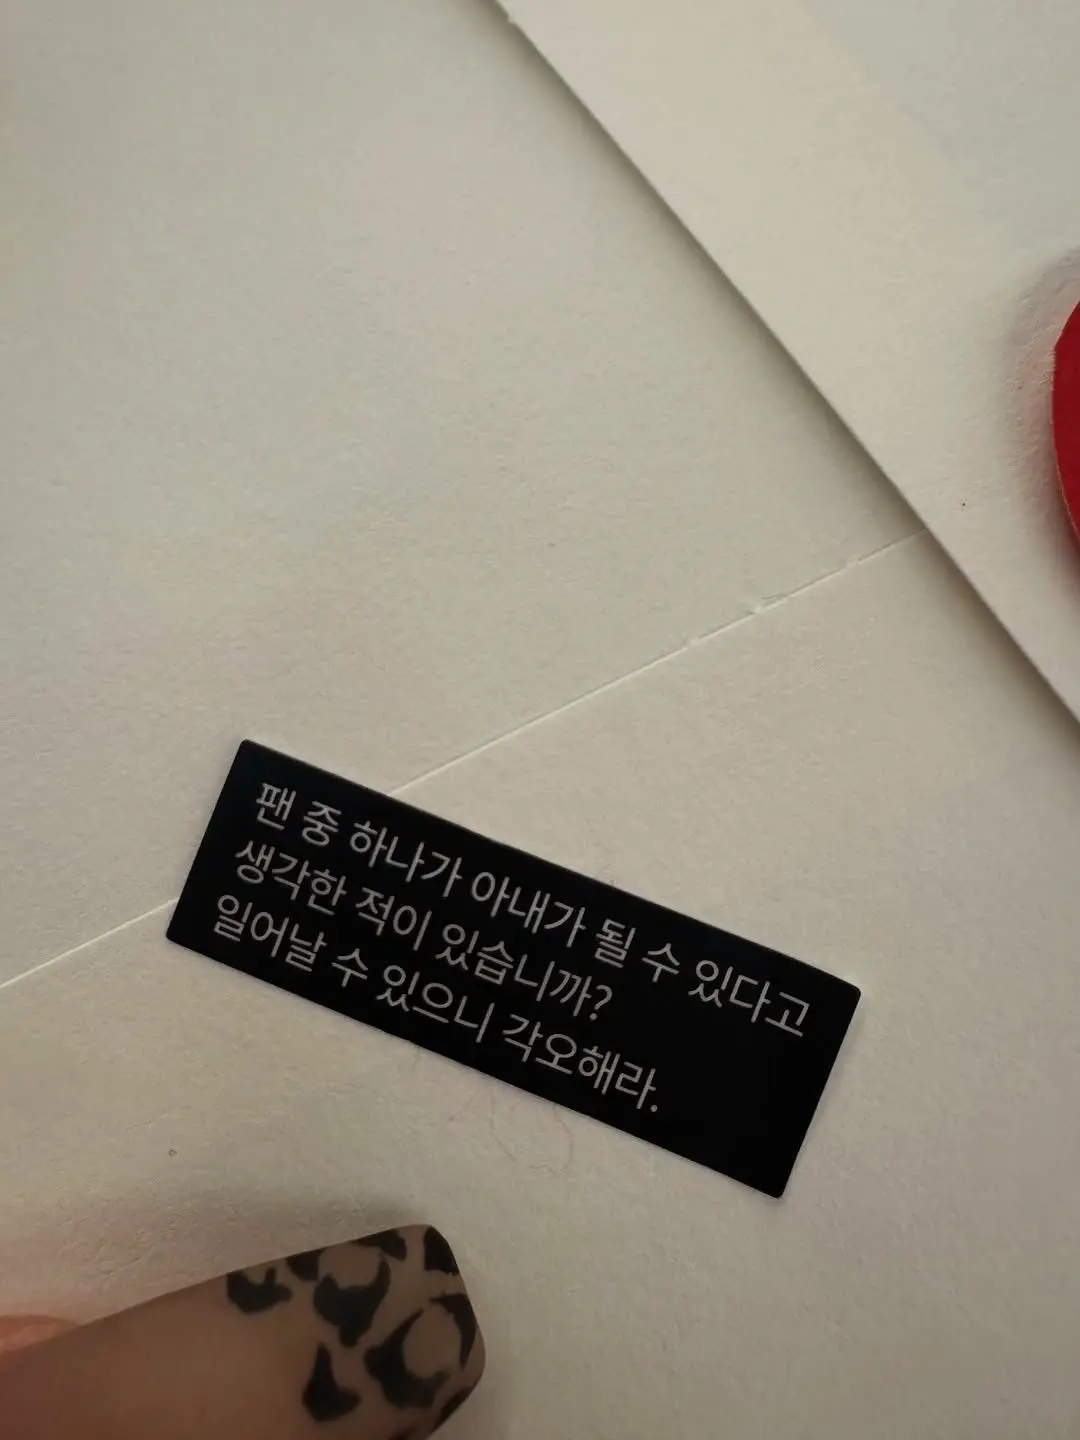 팬 중 하나가 아내가 될 수 있다고
생각한 적이 있습니까?
일어날 수 있으니 각오해라.